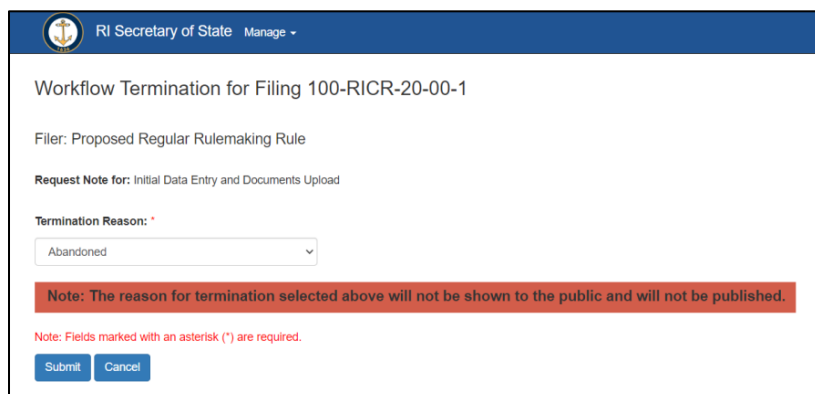 RI Secretary of State Manage
Workflow Termination for Filing 100-RICR-20-00-1
Filer: Proposed Regular Rulemaking Rule
Request Note for: Initial Data Entry and Documents Upload
Termination Reason: *
Abandoned
Note: The reason for termination selected above will not be shown to the public and will not be published.
Note: Fields marked with an asterisk (*) are required.
Submit Cancel